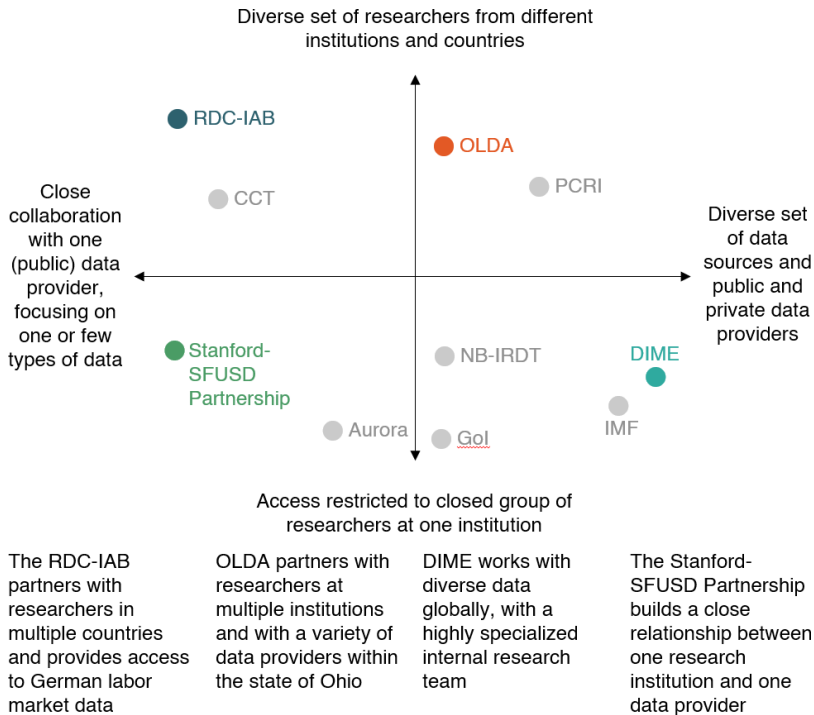 Diverse set of researchers from different
institutions and countries
RDC-IAB
OLDA
PCRI
CCT
Close
collaboration
with one
(public) data
provider,
focusing on
one or few
types of data
Diverse set
of data
sources and
public and
private data
providers
Stanford-
SFUSD
Partnership
NB-IRDT
DIME
IMF
Aurora
GoI
Access restricted to closed group of
researchers at one institution
The RDC-IAB
partners with
researchers in
multiple countries
and provides access
to German labor
market data
OLDA partners with
researchers at
multiple institutions
and with a variety of
data providers within
the state of Ohio
DIME works with
diverse data
globally, with a
highly specialized
internal research
team
The Stanford-
SFUSD Partnership
builds a close
relationship between
one research
institution and one
data provider